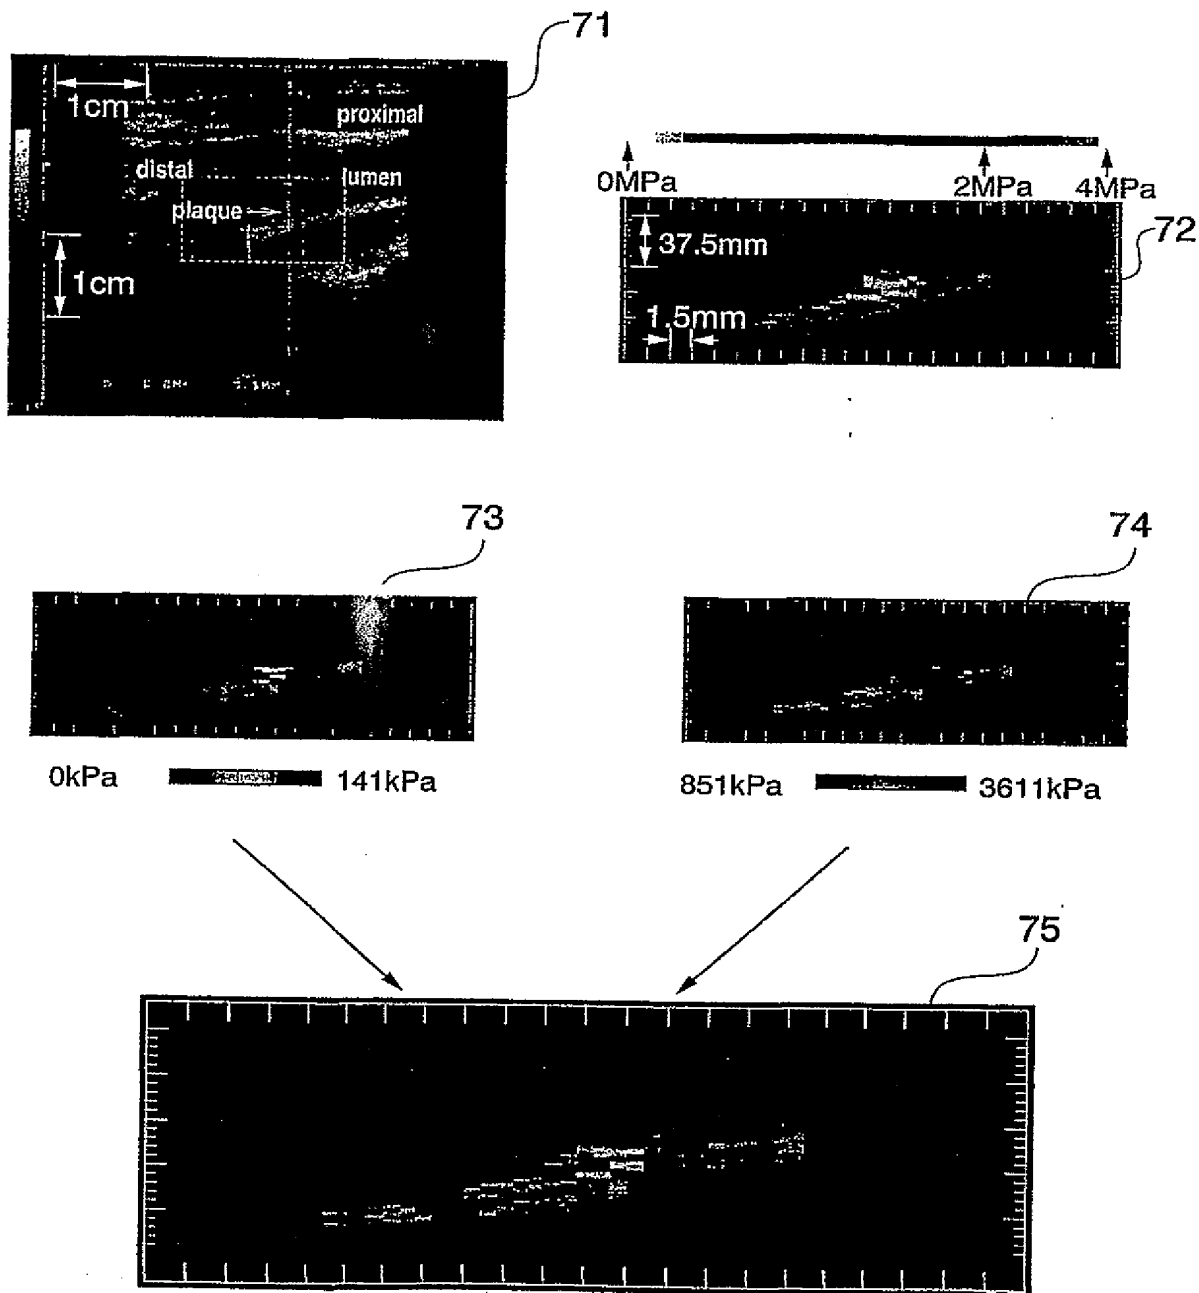 71
1cm
proximal
distal
lumen
plaque
1cm
0MPa
2MPa
4MPa
72
37.5mm
1.5mm
73
74
0kPa
141kPa
851kPa
3611kPa
75